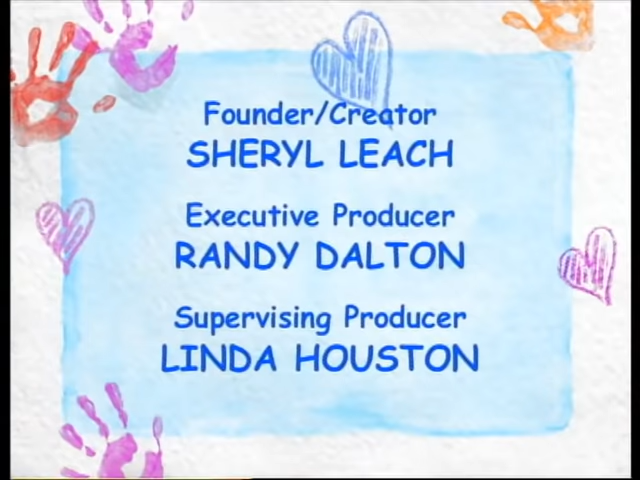 Founder/Creator
SHERYL LEACH
Executive Producer
RANDY DALTON
Supervising Producer
LINDA HOUSTON